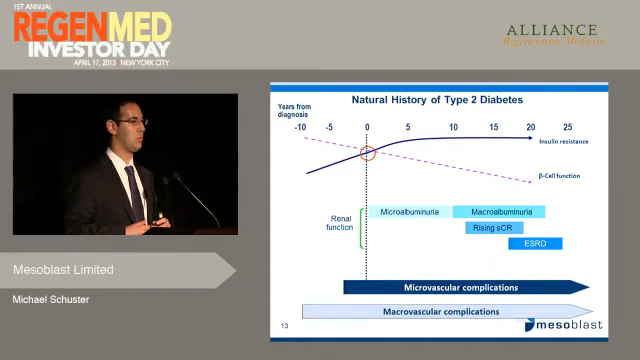 1ST ANNUAL
REGENMED
INVESTOR DAY
APRIL 17, 2013 | NEW YORK CITY
ALLIANCE
Regenerative Medicine
Mesoblast Limited
Michael Schuster
Natural History of Type 2 Diabetes
Years from
diagnosis
-10 -5 0 5 10 15 20 25
Insulin resistance
β-Cell function
Renal
function
Microalbuminuria
Macroalbuminuria
Rising sCR
ESRD
Microvascular complications
Macrovascular complications
13
mesoblast